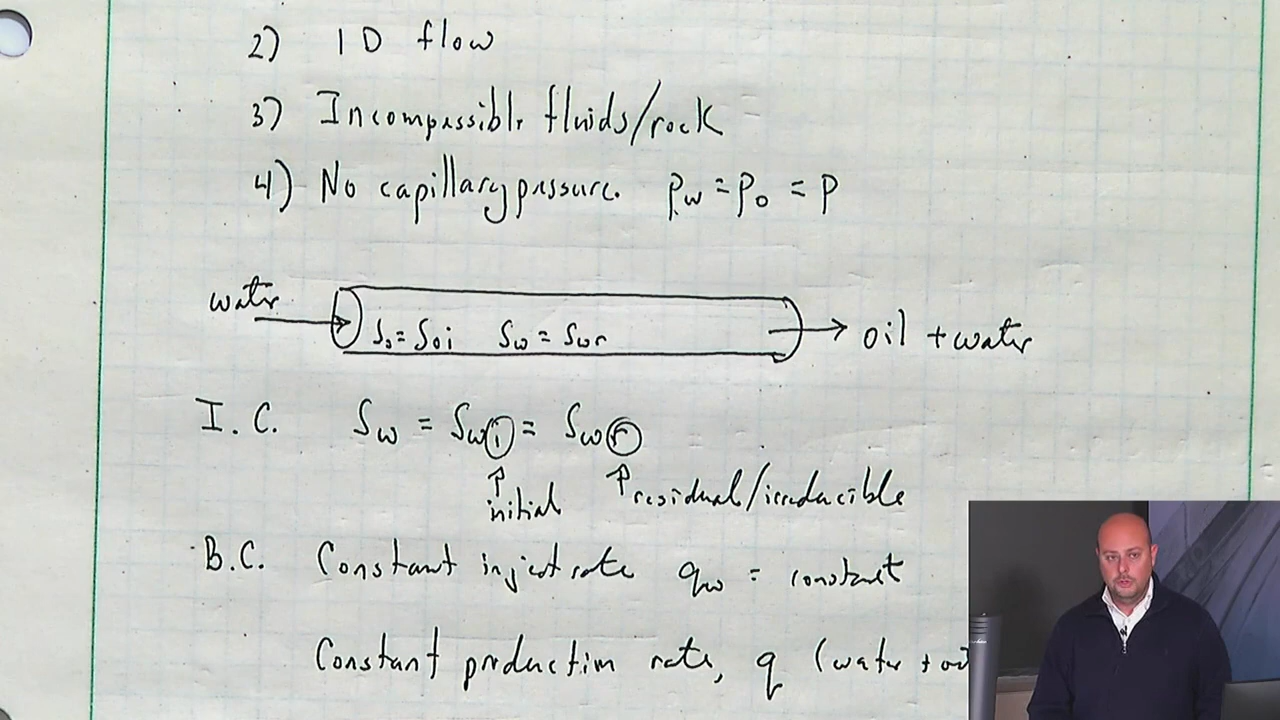 2) 1D flow
3) Incompressible fluids/rock
4) No capillary pressure. Pw = Po = P
water So = Soi Sw = Swr oil + water
I.C. Sw = Swi = Swr
initial residual/irreducible
B.C. Constant inject rate qw = constant
Constant production rate, q (water + oi